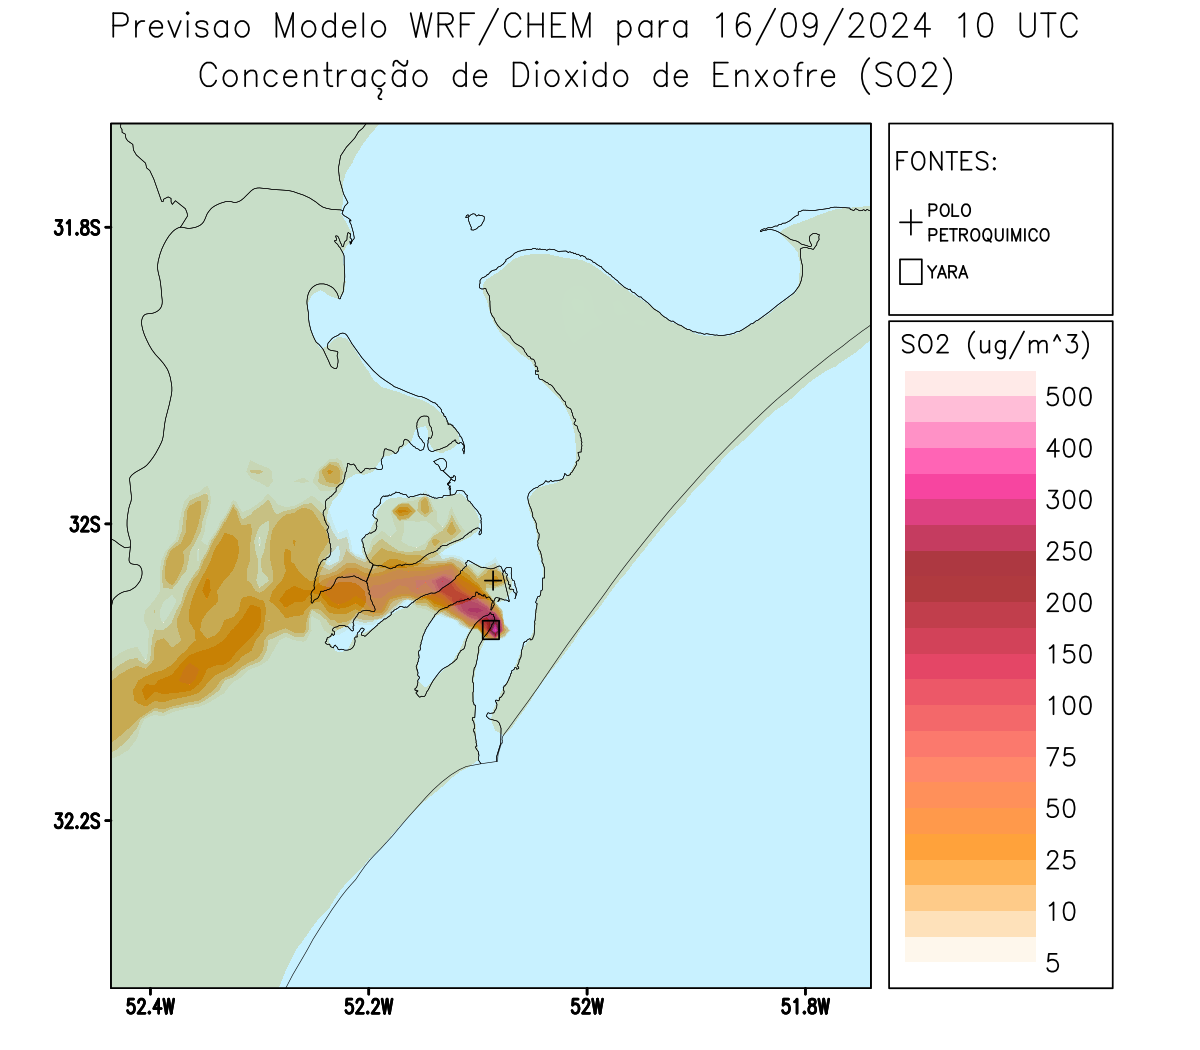 Previsao Modelo WRF/CHEM para 16/09/2024 10 UTC
Concentração de Dioxido de Enxofre (SO2)
FONTES:
POLO
PETROQUIMICO
YARA
31.8S
32S
32.2S
52.4W
52.2W
52W
51.8W
SO2 (ug/m^3)
500
400
300
250
200
150
100
75
50
25
10
5